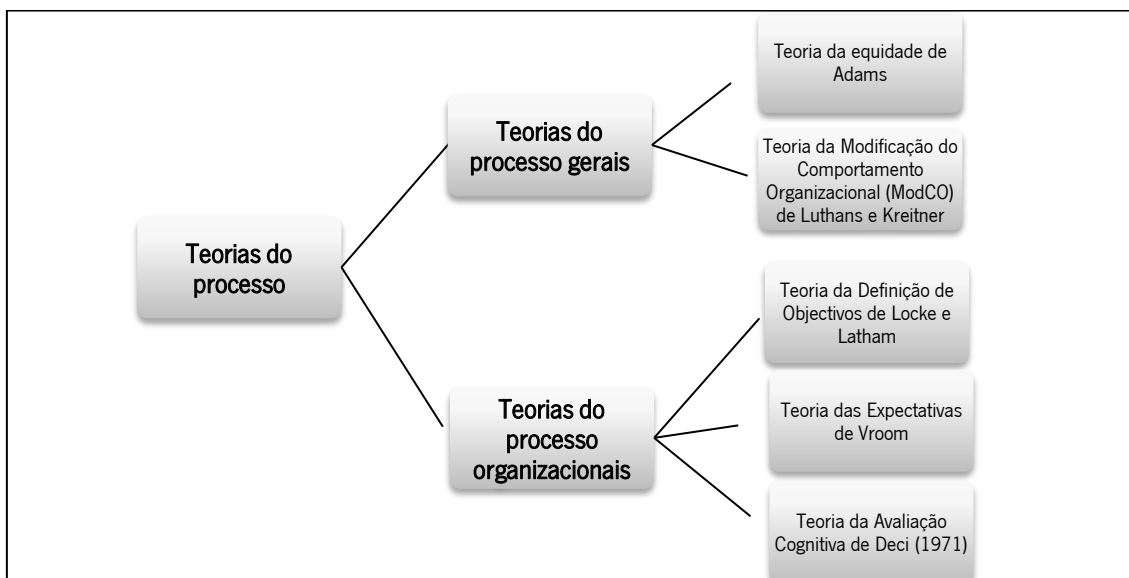 Teorias do
processo
Teorias do
processo gerais
Teoria da equidade de
Adams
Teoria da Modificação do
Comportamento
Organizacional (ModCO)
de Luthans e Kreitner
Teorias do
processo
organizacionais
Teoria da Definição de
Objectivos de Locke e
Latham
Teoria das Expectativas
de Vroom
Teoria da Avaliação
Cognitiva de Deci (1971)